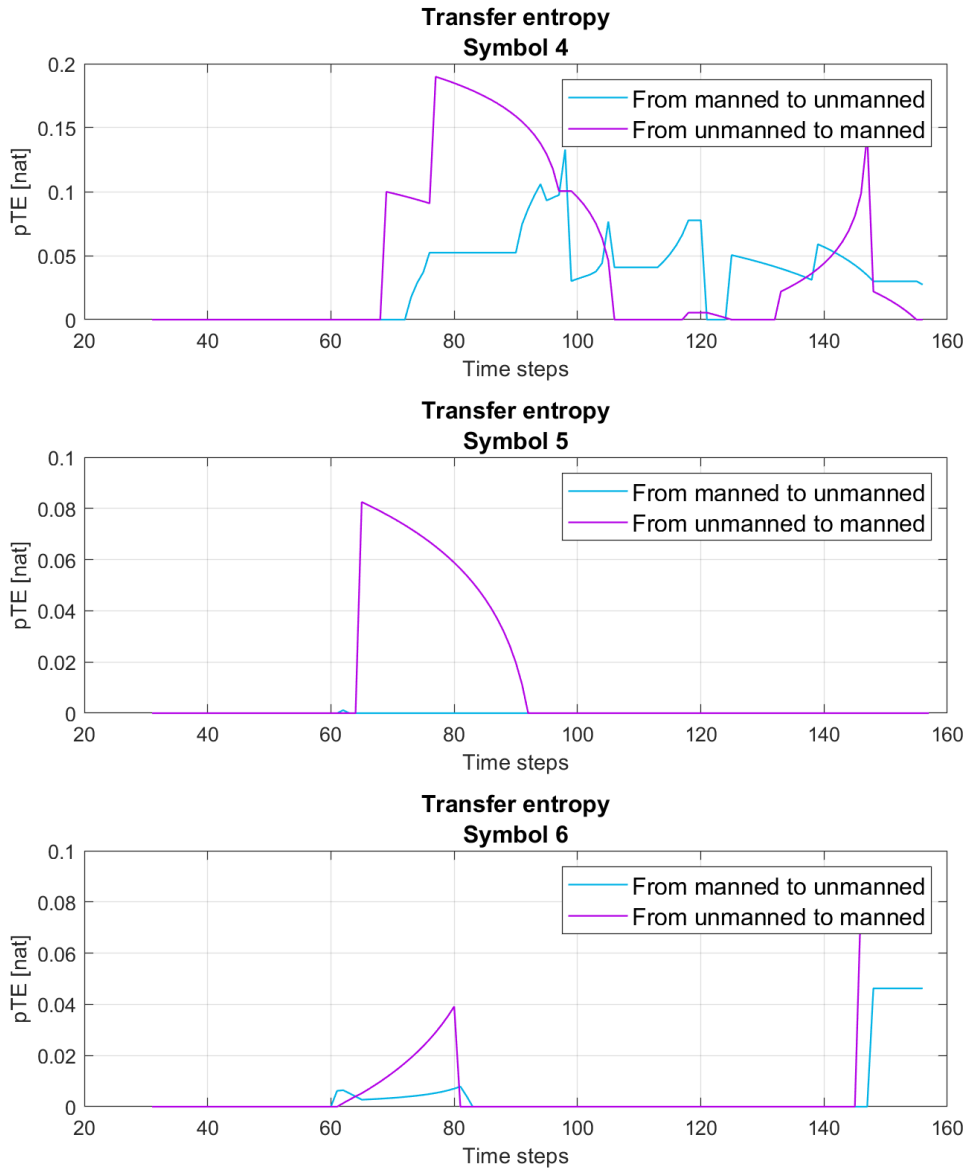 Transfer entropy
Symbol 4
0.2
0.15
0.1
0.05
0
pTE [nat]
From manned to unmanned
From unmanned to manned
20 40 60 80 100 120 140 160
Time steps
Transfer entropy
Symbol 5
0.1
0.08
0.06
0.04
0.02
0
pTE [nat]
From manned to unmanned
From unmanned to manned
20 40 60 80 100 120 140 160
Time steps
Transfer entropy
Symbol 6
0.1
0.08
0.06
0.04
0.02
0
pTE [nat]
From manned to unmanned
From unmanned to manned
20 40 60 80 100 120 140 160
Time steps